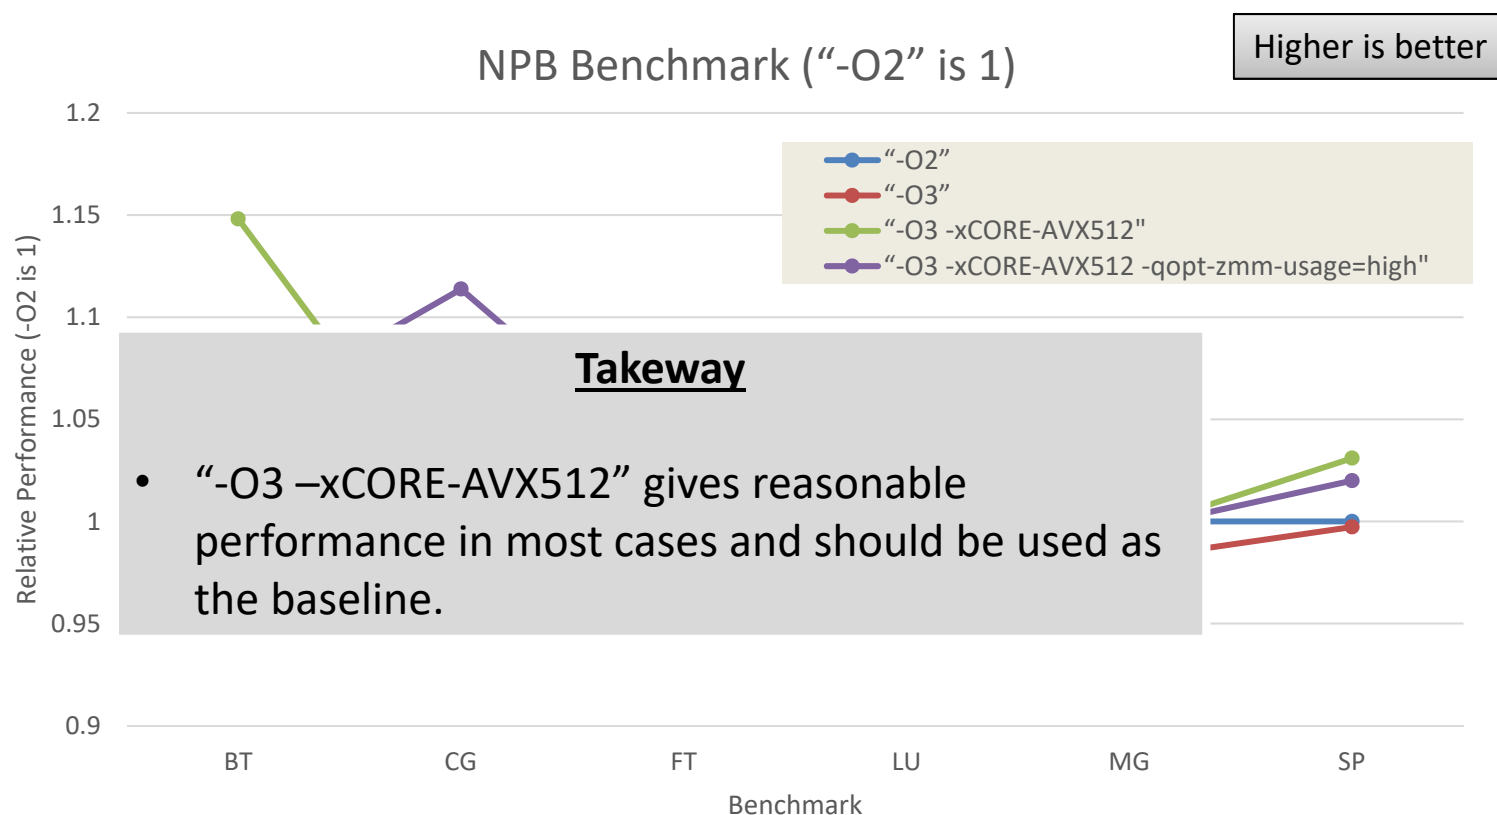 NPB Benchmark (“-O2” is 1)
Higher is better
1.2
1.15
1.1
1.05
1
0.95
0.9
Relative Performance (-O2 is 1)
“-O2”
“-O3”
“-O3 -xCORE-AVX512"
“-O3 -xCORE-AVX512 -qopt-zmm-usage=high"
Takeway
• “-O3 –xCORE-AVX512” gives reasonable
performance in most cases and should be used as
the baseline.
BT
CG
FT
LU
MG
SP
Benchmark